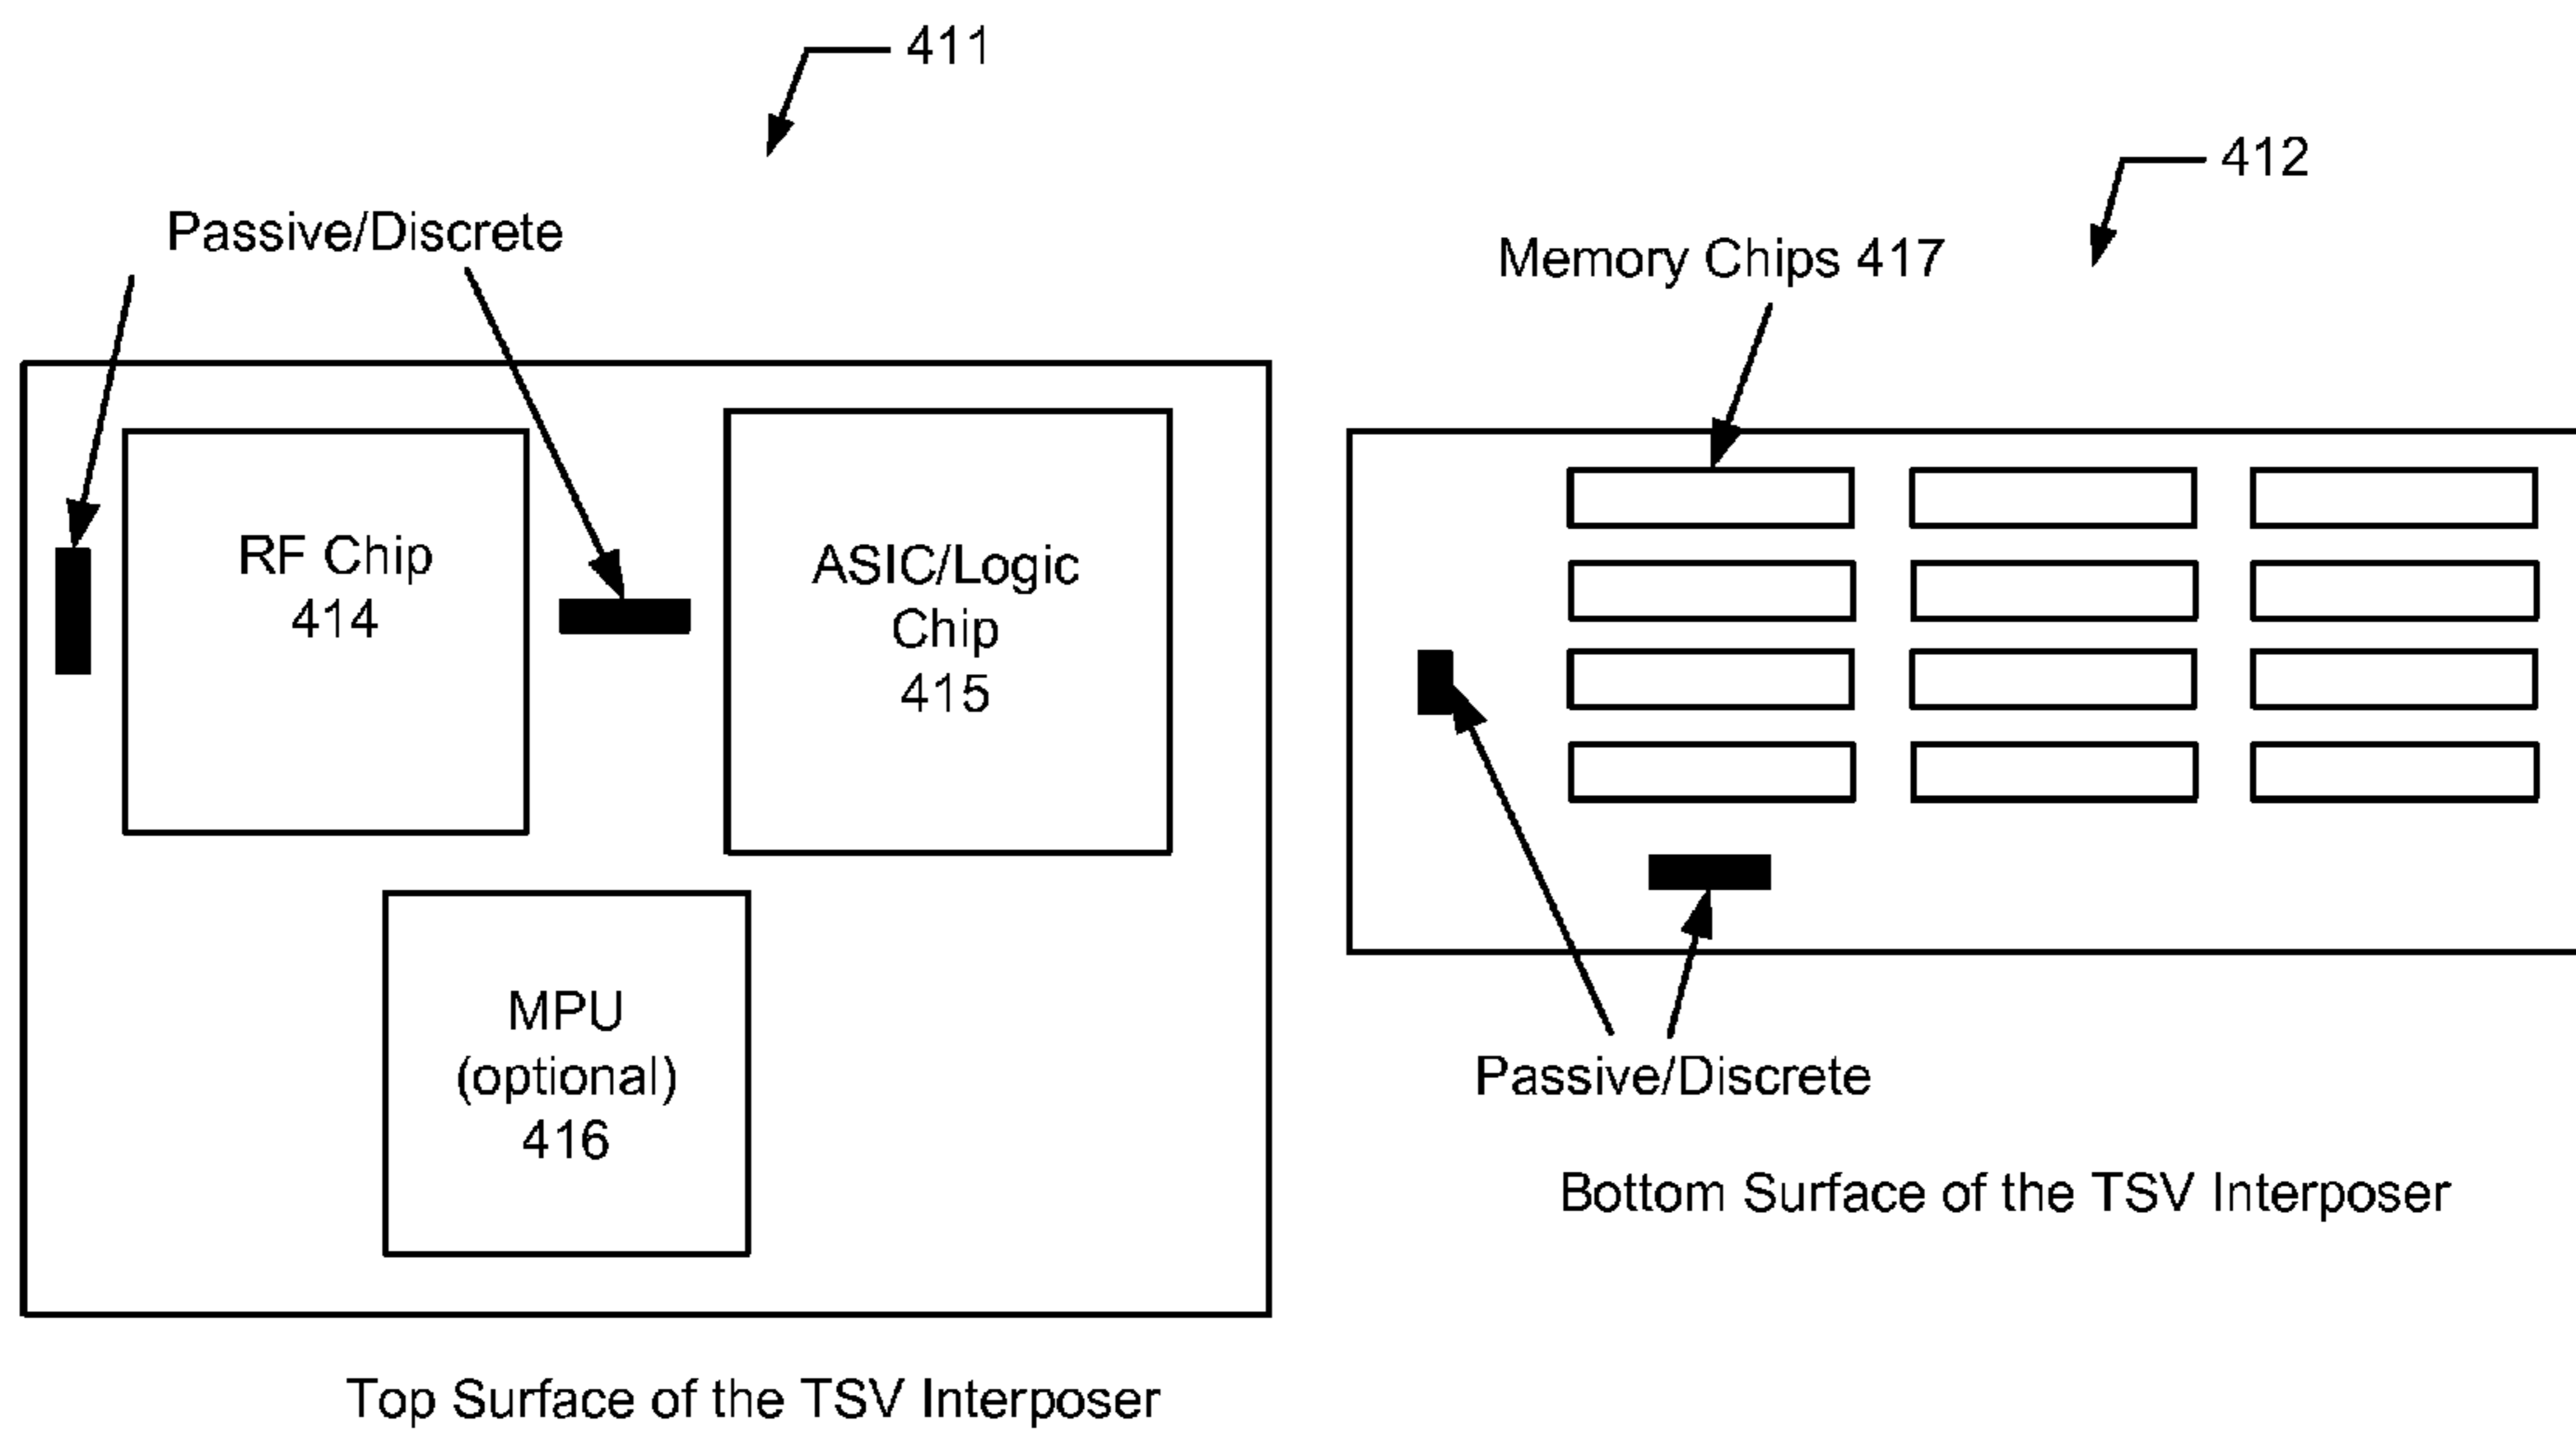 411
Passive/Discrete
RF Chip
414
ASIC/Logic
Chip
415
MPU
(optional)
416
Top Surface of the TSV Interposer
412
Memory Chips 417
Passive/Discrete
Bottom Surface of the TSV Interposer